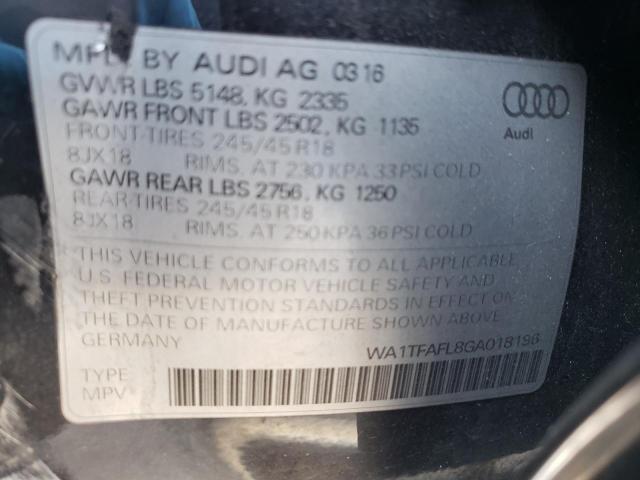 MFD BY AUDI AG 03 16
GVWR LBS 5148, KG 2335
GAWR FRONT LBS 2502, KG 1135
FRONT-TIRES 245/45 R18
8JX18 RIMS, AT 230 KPA 33 PSI COLD
GAWR REAR LBS 2756, KG 1250
REAR-TIRES 245/45 R18
8JX18 RIMS, AT 250 KPA 36 PSI COLD
THIS VEHICLE CONFORMS TO ALL APPLICABLE
U.S. FEDERAL MOTOR VEHICLE SAFETY AND
THEFT PREVENTION STANDARDS IN EFFECT ON
THE DATE OF MANUFACTURE SHOWN ABOVE
GERMANY
WA1TFAFL8GA018196
TYPE
MPV
Audi